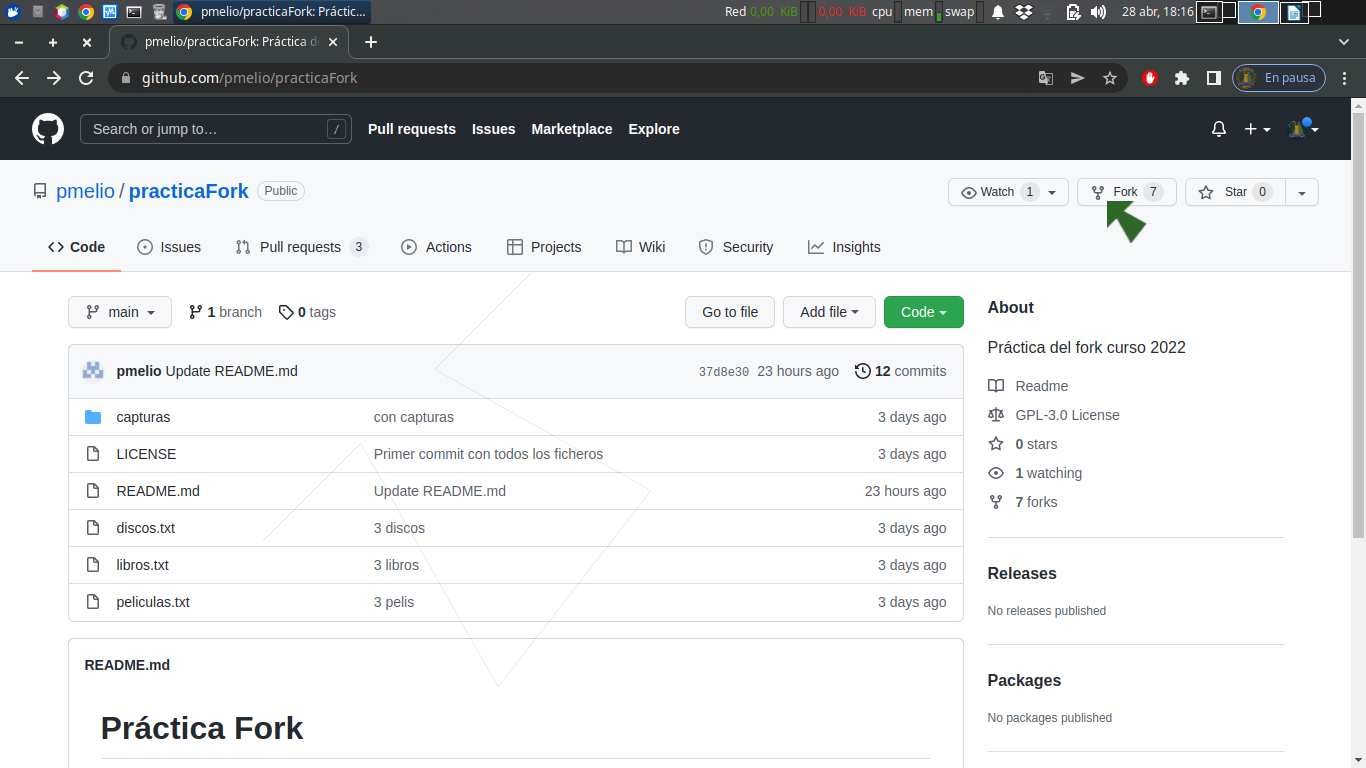 pmelio/practicaFork: Práctic...
Red 0,00 KiB 0,00 KiB cpu mem swap 28 abr, 18:16
pmelio/practicaFork: Práctica d
github.com/pmelio/practicaFork
En pausa
Search or jump to… /
Pull requests Issues Marketplace Explore
pmelio / practicaFork Public
Watch 1 Fork 7 Star 0
Code Issues Pull requests 3 Actions Projects Wiki Security Insights
main 1 branch 0 tags
Go to file Add file Code
pmelio Update README.md 37d8e30 23 hours ago 12 commits
capturas con capturas 3 days ago
LICENSE Primer commit con todos los ficheros 3 days ago
README.md Update README.md 23 hours ago
discos.txt 3 discos 3 days ago
libros.txt 3 libros 3 days ago
peliculas.txt 3 pelis 3 days ago
README.md
Práctica Fork
About
Práctica del fork curso 2022
Readme
GPL-3.0 License
0 stars
1 watching
7 forks
Releases
No releases published
Packages
No packages published